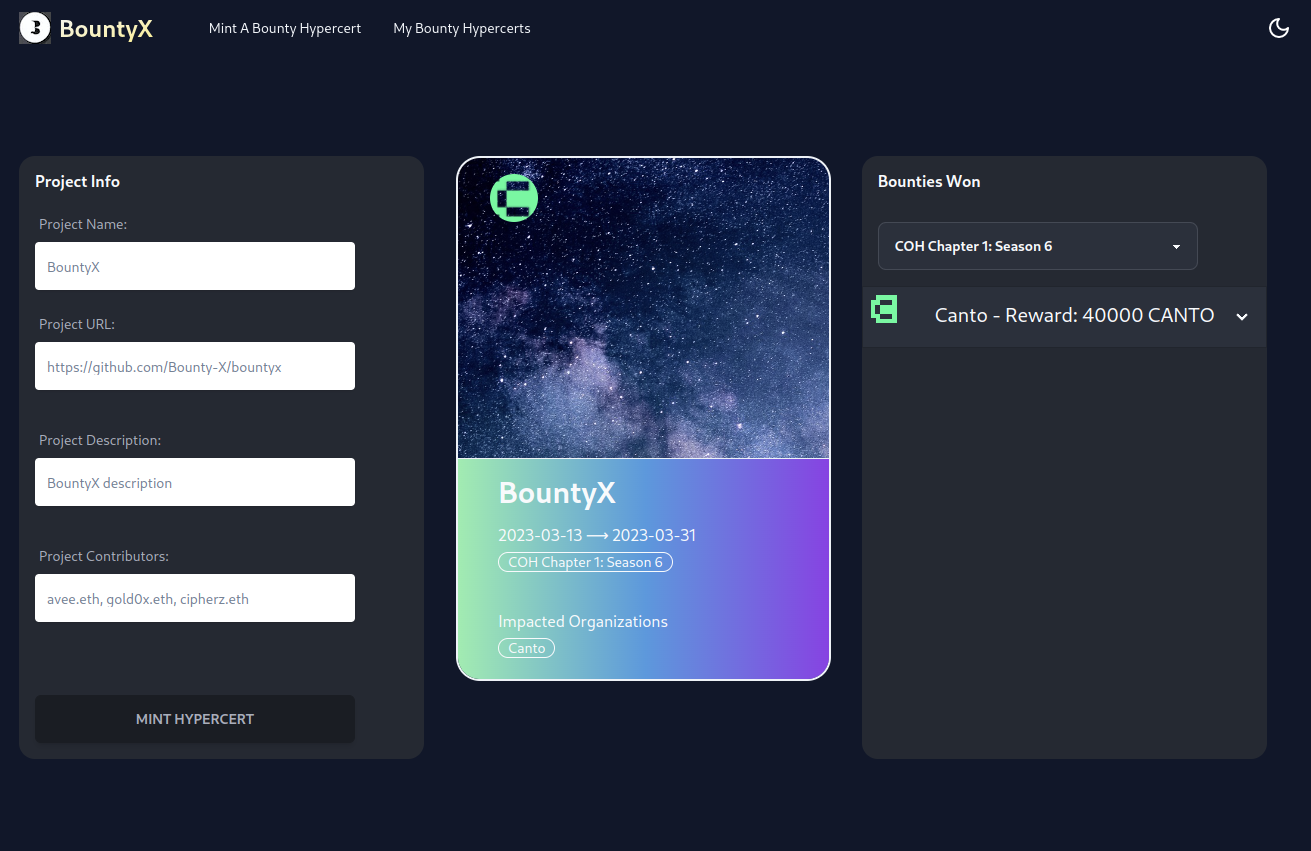 BountyX
Mint A Bounty Hypercert
My Bounty Hypercerts
Project Info
Project Name:
BountyX
Project URL:
https://github.com/Bounty-X/bountyx
Project Description:
BountyX description
Project Contributors:
avee.eth, gold0x.eth, cipherz.eth
MINT HYPERCERT
BountyX
2023-03-13 ⟶ 2023-03-31
COH Chapter 1: Season 6
Impacted Organizations
Canto
Bounties Won
COH Chapter 1: Season 6
Canto - Reward: 40000 CANTO